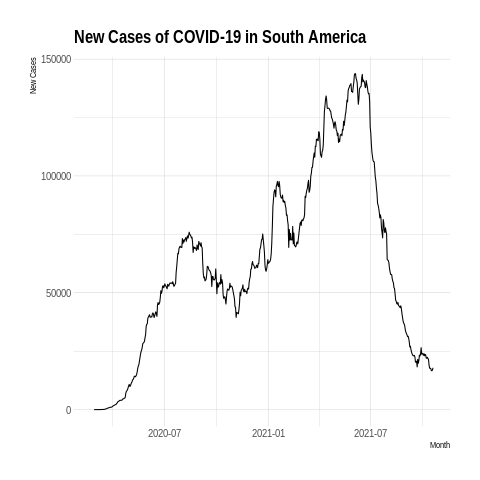 New Cases of COVID-19 in South America
New Cases
150000
100000
50000
0
2020-07
2021-01
2021-07
Month